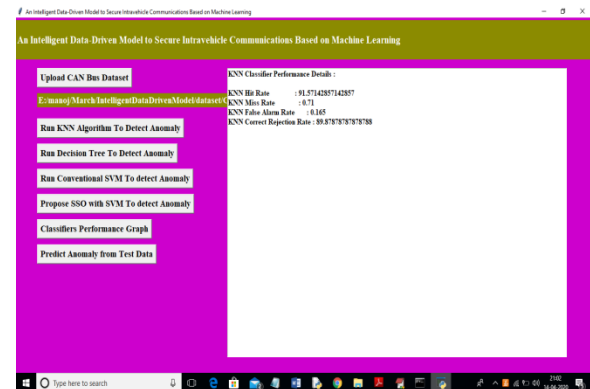 An Intelligent Data-Driven Model to Secure Intravehicle Communications Based on Machine Learning
An Intelligent Data-Driven Model to Secure Intravehicle Communications Based on Machine Learning
Upload CAN Bus Dataset
E:/manoj/March/IntelligentDataDrivenModel/dataset/C
Run KNN Algorithm To Detect Anomaly
Run Decision Tree To Detect Anomaly
Run Conventional SVM To detect Anomaly
Propose SSO with SVM To detect Anomaly
Classifiers Performance Graph
Predict Anomaly from Test Data
KNN Classifier Performance Details :
KNN Hit Rate : 91.57142857142857
KNN Miss Rate : 0.71
KNN False Alarm Rate : 0.165
KNN Correct Rejection Rate : 89.87878787878788
Type here to search
21:02
14-04-2020